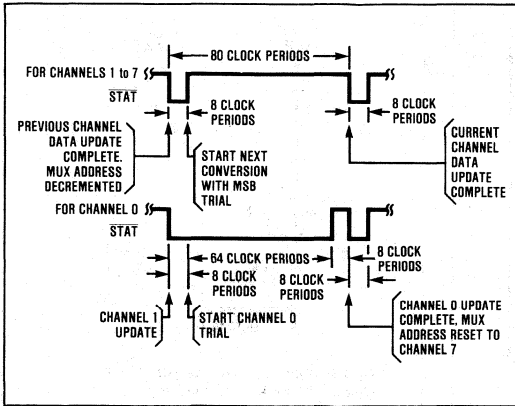 80 CLOCK PERIODS
FOR CHANNELS 1 to 7
STAT
8 CLOCK
PERIODS
8 CLOCK
PERIODS
PREVIOUS CHANNEL
DATA UPDATE
COMPLETE.
MUX ADDRESS
DECREMENTED
START NEXT
CONVERSION
WITH MSB
TRIAL
CURRENT
CHANNEL
DATA
UPDATE
COMPLETE
FOR CHANNEL 0
STAT
64 CLOCK PERIODS
8 CLOCK
PERIODS
8 CLOCK
PERIODS
8 CLOCK
PERIODS
CHANNEL 1
UPDATE
START CHANNEL 0
TRIAL
CHANNEL 0 UPDATE
COMPLETE, MUX
ADDRESS RESET TO
CHANNEL 7